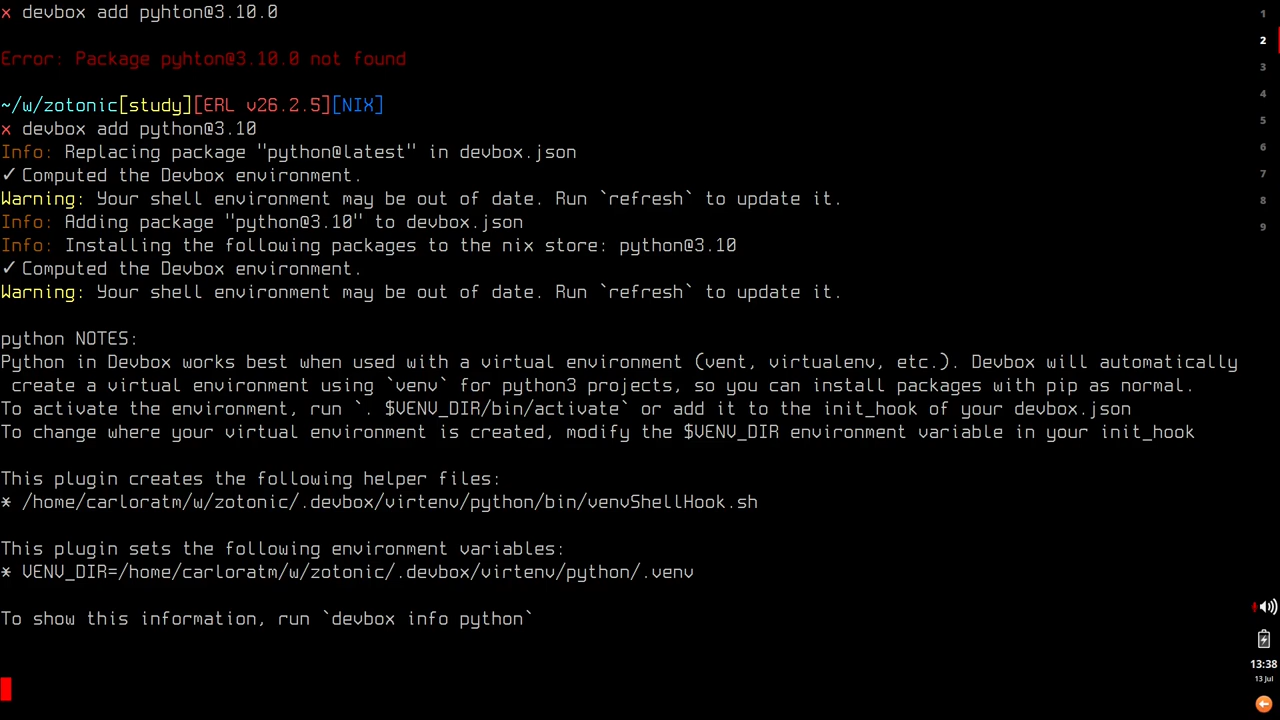 × devbox add pyhton@3.10.0
Error: Package pyhton@3.10.0 not found
~/w/zotonic[study][ERL v26.2.5][NIX]
× devbox add python@3.10
Info: Replacing package "python@latest" in devbox.json
✓ Computed the Devbox environment.
Warning: Your shell environment may be out of date. Run `refresh` to update it.
Info: Adding package "python@3.10" to devbox.json
Info: Installing the following packages to the nix store: python@3.10
✓ Computed the Devbox environment.
Warning: Your shell environment may be out of date. Run `refresh` to update it.
python NOTES:
Python in Devbox works best when used with a virtual environment (vent, virtualenv, etc.). Devbox will automatically
create a virtual environment using `venv` for python3 projects, so you can install packages with pip as normal.
To activate the environment, run `. $VENV_DIR/bin/activate` or add it to the init_hook of your devbox.json
To change where your virtual environment is created, modify the $VENV_DIR environment variable in your init_hook
This plugin creates the following helper files:
* /home/carloratm/w/zotonic/.devbox/virtenv/python/bin/venvShellHook.sh
This plugin sets the following environment variables:
* VENV_DIR=/home/carloratm/w/zotonic/.devbox/virtenv/python/.venv
To show this information, run `devbox info python`
1
2
3
4
5
6
7
8
9
13:38
13 Jul